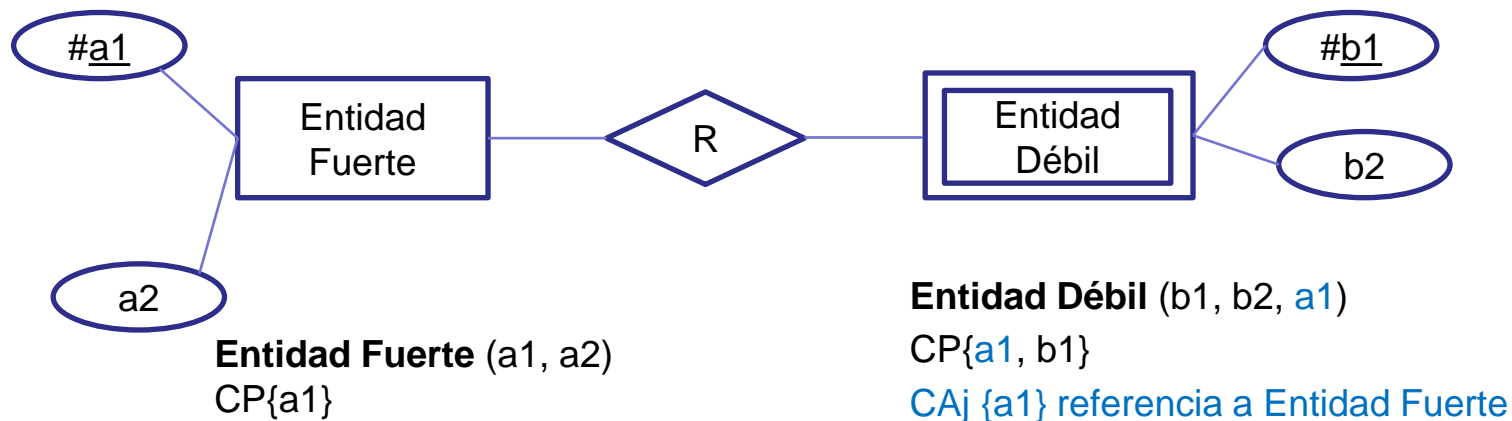 #a1
Entidad
Fuerte
a2
R
Entidad
Débil
#b1
b2
Entidad Fuerte (a1, a2)
CP{a1}
Entidad Débil (b1, b2, a1)
CP{a1, b1}
CAj {a1} referencia a Entidad Fuerte